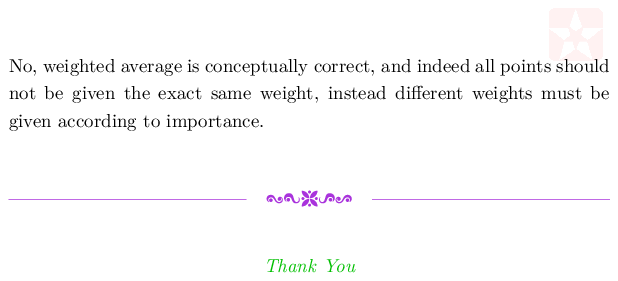 No, weighted average is conceptually correct, and indeed all points should
not be given the exact same weight, instead different weights must be
given according to importance.
Thank You